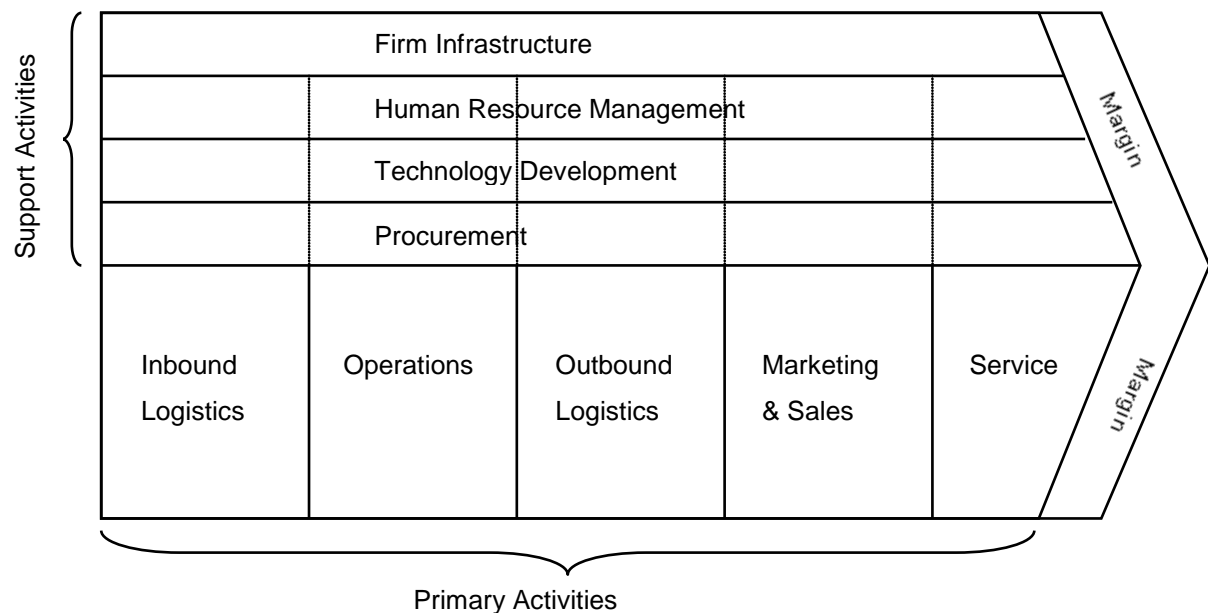 Support Activities
Firm Infrastructure
Human Resource Management
Technology Development
Procurement
Margin
Inbound
Logistics
Operations
Outbound
Logistics
Marketing
& Sales
Service
Margin
Primary Activities